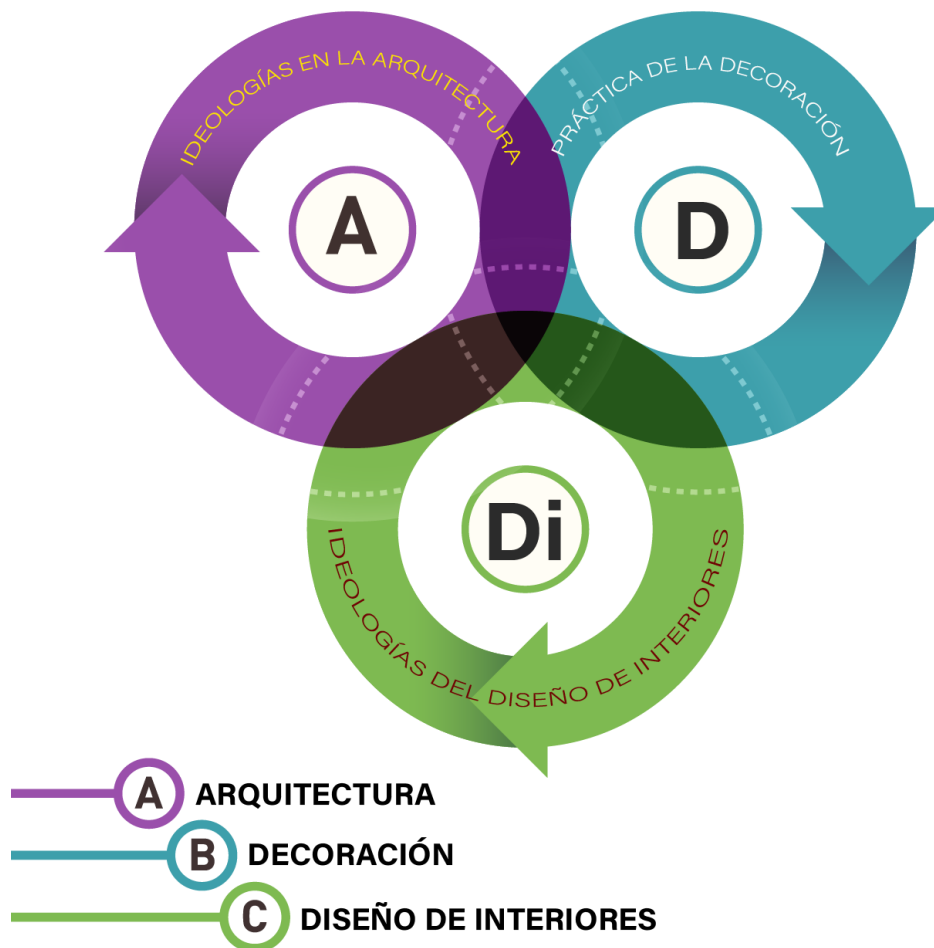 IDEOLOGÍAS EN LA ARQUITECTURA
PRÁCTICA DE LA DECORACIÓN
A
D
Di
IDEOLOGÍAS DEL DISEÑO DE INTERIORES
A ARQUITECTURA
B DECORACIÓN
C DISEÑO DE INTERIORES